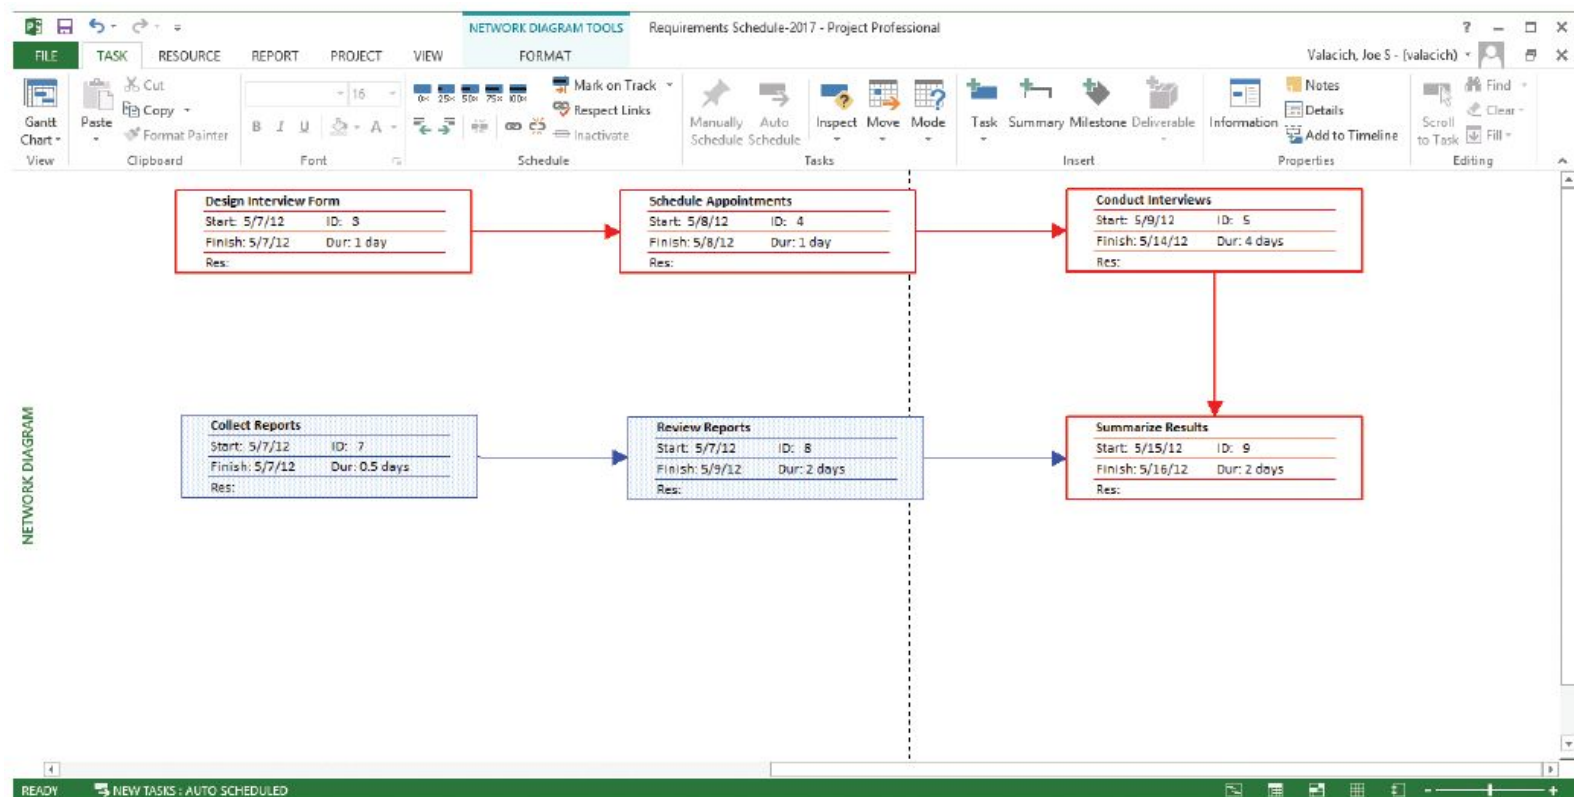 NETWORK DIAGRAM TOOLS Requirements Schedule-2017 - Project Professional ?
FILE TASK RESOURCE REPORT PROJECT VIEW FORMAT Valacich, Joe S - (valacich)
Cut
Copy
Format Painter
Gantt Chart
Paste
16
B I U A
0× 25× 50× 75× 100×
Mark on Track
Respect Links
Inactivate
Manually Schedule
Auto Schedule
Inspect Move Mode
Task Summary Milestone Deliverable
Information
Notes
Details
Add to Timeline
Scroll to Task
Find
Clear
Fill
View Clipboard Font Schedule Tasks Insert Properties Editing
Design Interview Form
Start: 5/7/12 ID: 3
Finish: 5/7/12 Dur: 1 day
Res:
Schedule Appointments
Start: 5/8/12 ID: 4
Finish: 5/8/12 Dur: 1 day
Res:
Conduct Interviews
Start: 5/9/12 ID: 5
Finish: 5/14/12 Dur: 4 days
Res:
NETWORK DIAGRAM
Collect Reports
Start: 5/7/12 ID: 7
Finish: 5/7/12 Dur: 0.5 days
Res:
Review Reports
Start: 5/7/12 ID: 8
Finish: 5/9/12 Dur: 2 days
Res:
Summarize Results
Start: 5/15/12 ID: 9
Finish: 5/16/12 Dur: 2 days
Res:
READY NEW TASKS : AUTO SCHEDULED